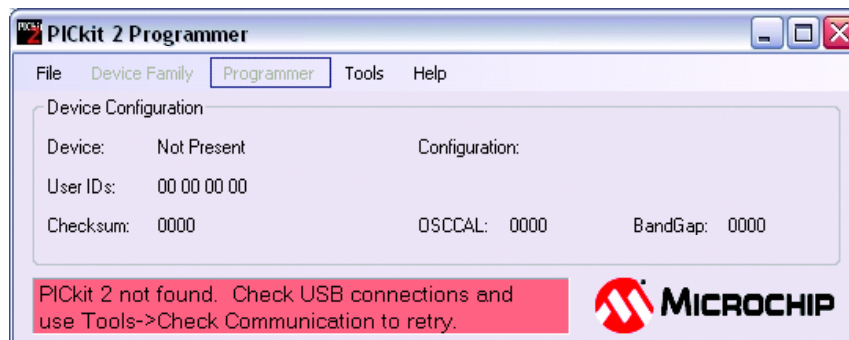 PICkit 2 Programmer
File Device Family Programmer Tools Help
Device Configuration
Device: Not Present Configuration:
User IDs: 00 00 00 00
Checksum: 0000 OSCCAL: 0000 BandGap: 0000
PICkit 2 not found. Check USB connections and
use Tools->Check Communication to retry.
MICROCHIP